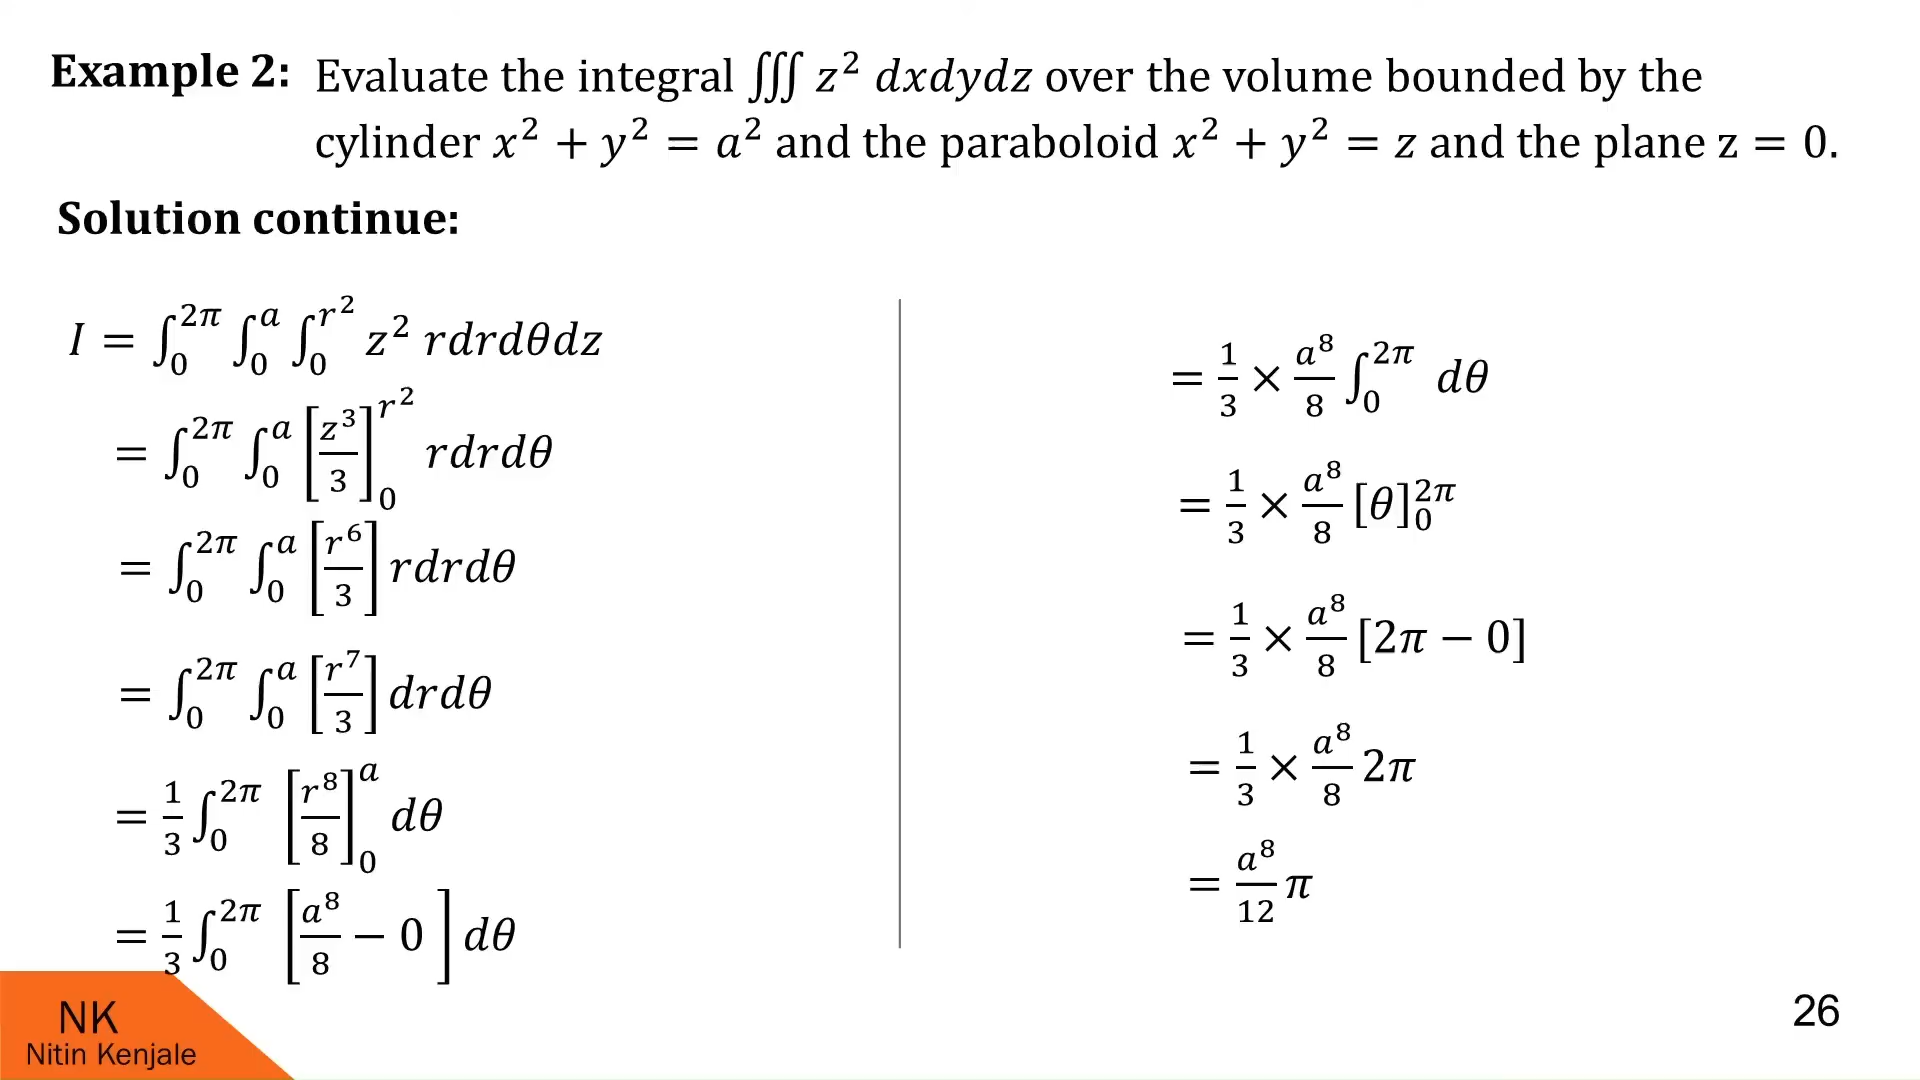 Example 2: Evaluate the integral ∭ z² dxdydz over the volume bounded by the
cylinder x² + y² = a² and the paraboloid x² + y² = z and the plane z = 0.
Solution continue:
I = ∫₀^{2π} ∫₀^{a} ∫₀^{r²} z² rdrdθdz
= ∫₀^{2π} ∫₀^{a} [z³/3]₀^{r²} rdrdθ
= ∫₀^{2π} ∫₀^{a} [r⁶/3] rdrdθ
= ∫₀^{2π} ∫₀^{a} [r⁷/3] drdθ
= 1/3 ∫₀^{2π} [r⁸/8]₀^{a} dθ
= 1/3 ∫₀^{2π} [a⁸/8 − 0] dθ
= 1/3 × a⁸/8 ∫₀^{2π} dθ
= 1/3 × a⁸/8 [θ]₀^{2π}
= 1/3 × a⁸/8 [2π − 0]
= 1/3 × a⁸/8 2π
= a⁸/12 π
NK
Nitin Kenjale
26